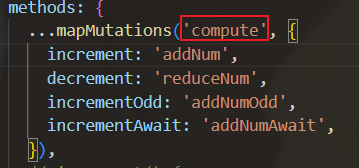 methods: {
...mapMutations('compute', {
increment: 'addNum',
decrement: 'reduceNum',
incrementOdd: 'addNumOdd',
incrementAwait: 'addNumAwait',
}),